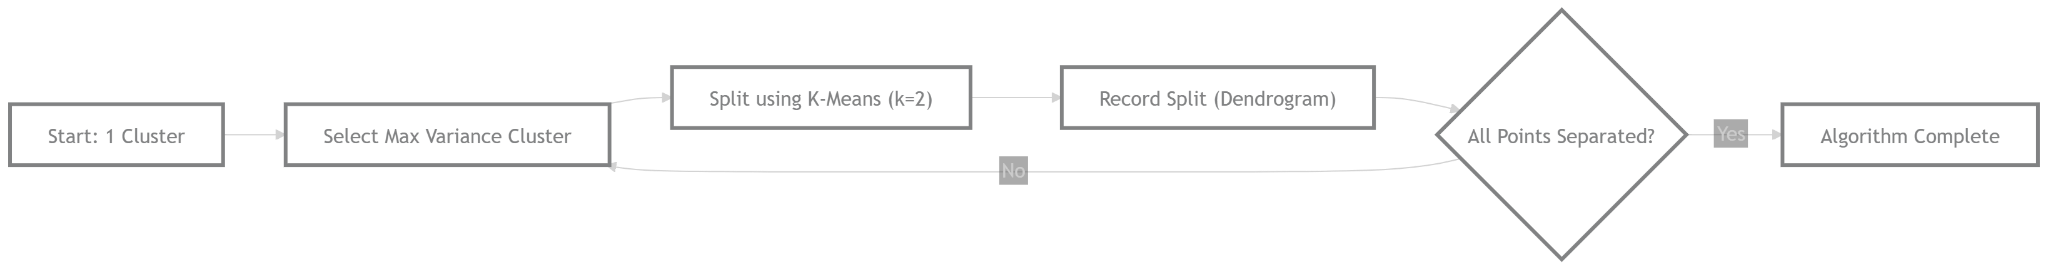 Start: 1 Cluster
Select Max Variance Cluster
Split using K-Means (k=2)
Record Split (Dendrogram)
All Points Separated?
Yes
Algorithm Complete
No